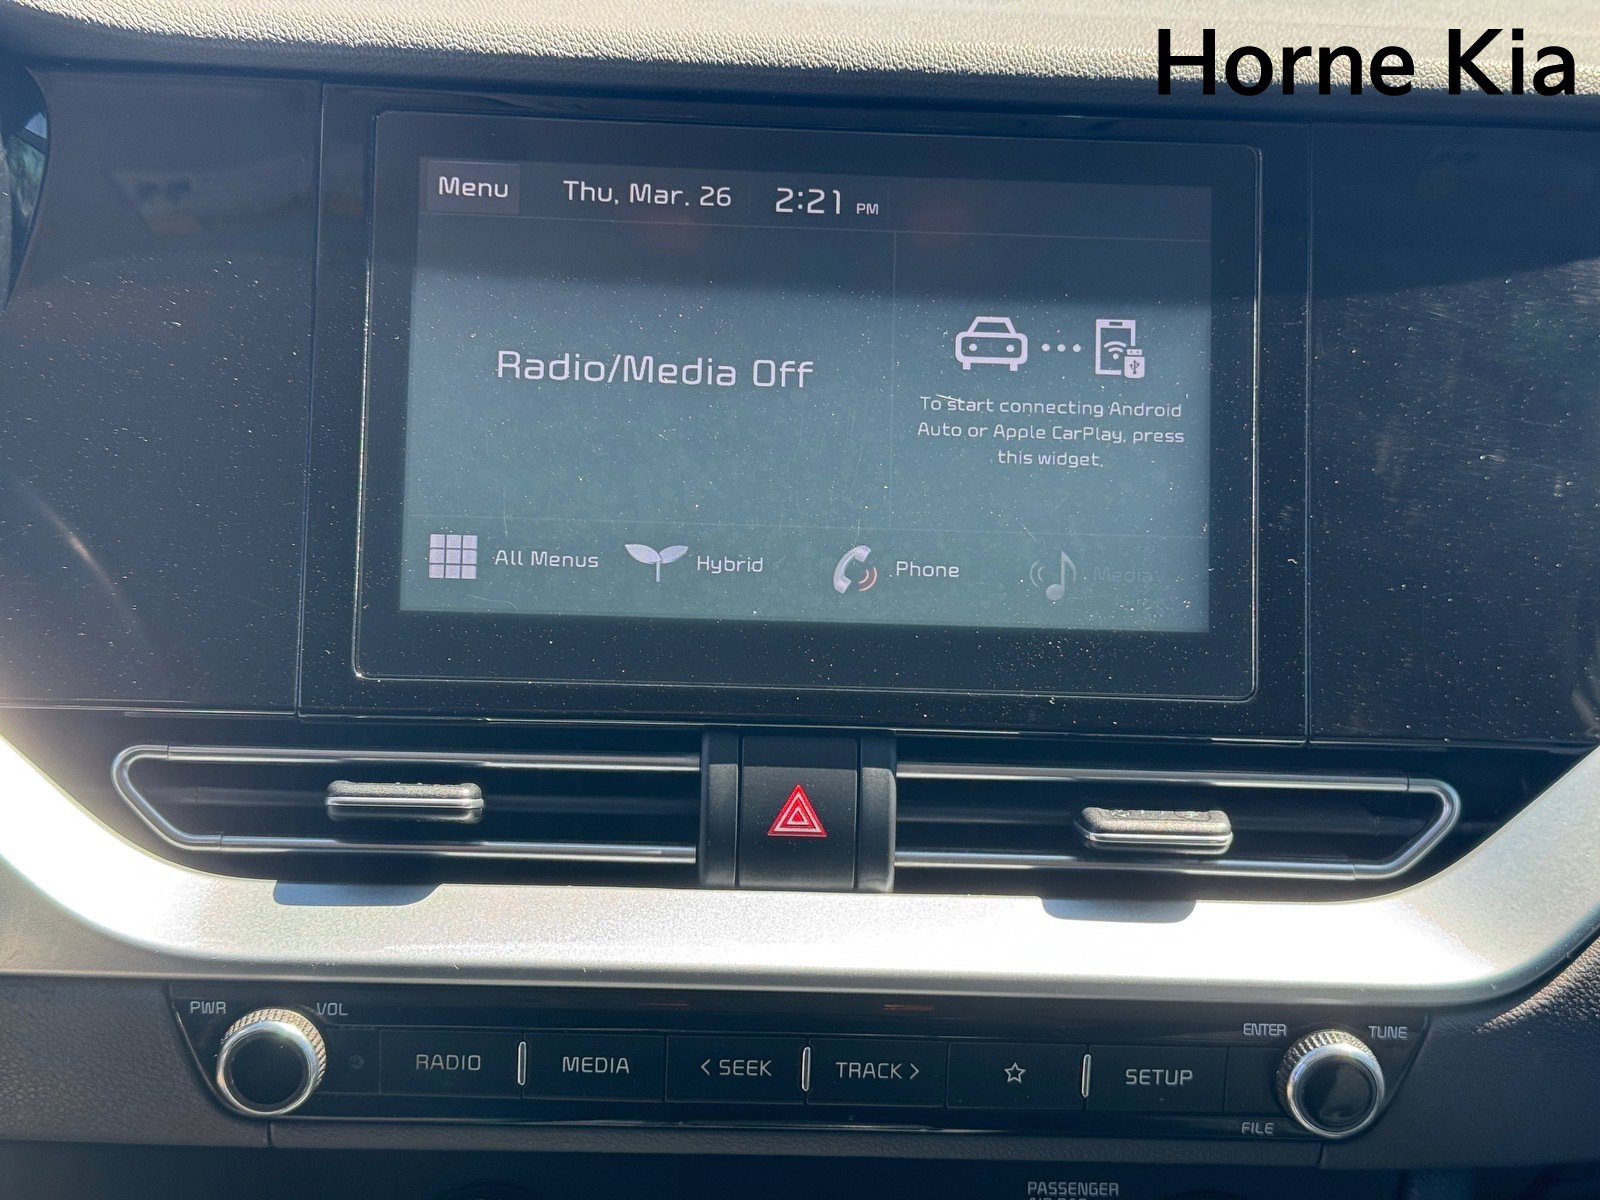 Horne Kia
Menu
Thu, Mar. 26
2:21 PM
Radio/Media Off
To start connecting Android
Auto or Apple CarPlay, press
this widget.
All Menus
Hybrid
Phone
Media
PWR
VOL
RADIO
MEDIA
< SEEK
TRACK >
☆
SETUP
ENTER
TUNE
FILE
PASSENGER